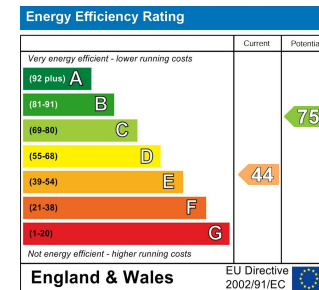 Energy Efficiency Rating
Current Potentia
Very energy efficient - lower running costs
(92 plus) A
(81-91) B
75
(69-80) C
(55-68) D
(39-54) E
44
(21-38) F
(1-20) G
Not energy efficient - higher running costs
England & Wales
EU Directive
2002/91/EC